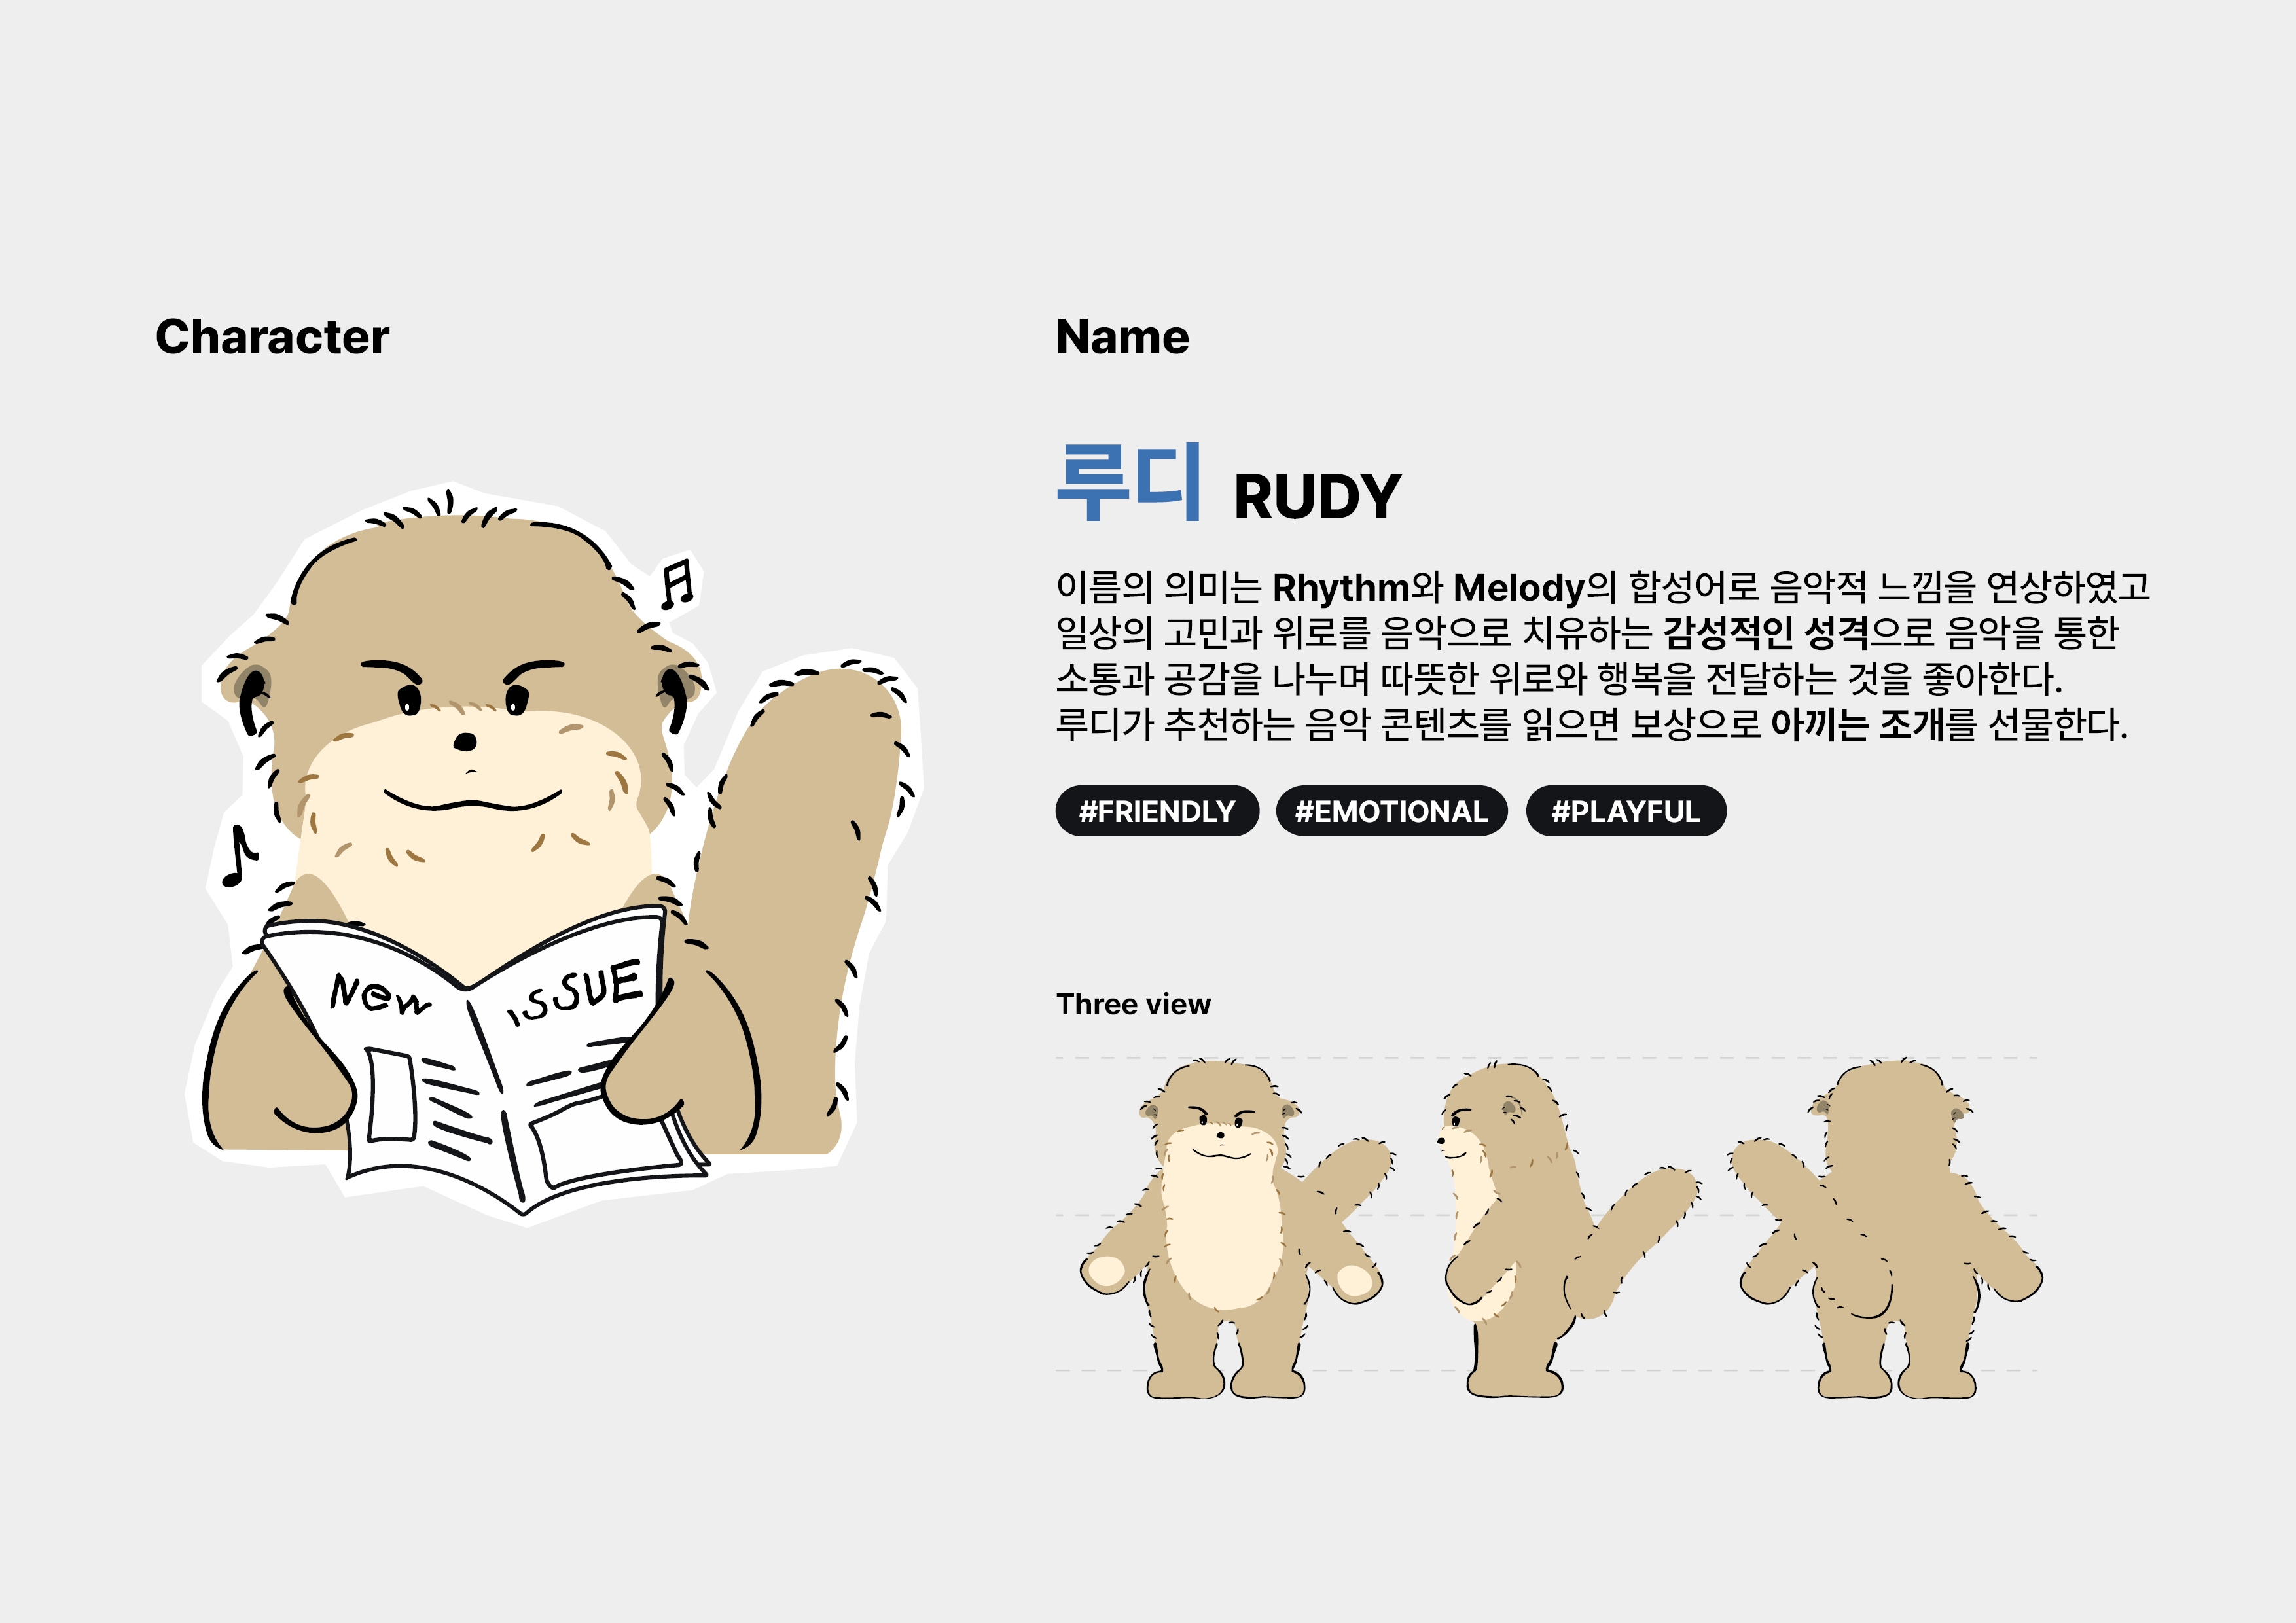 Character
New
ISSUE
Name
루디 RUDY
이름의 의미는 Rhythm와 Melody의 합성어로 음악적 느낌을 연상하였고
일상의 고민과 위로를 음악으로 치유하는 감성적인 성격으로 음악을 통한
소통과 공감을 나누며 따뜻한 위로와 행복을 전달하는 것을 좋아한다.
루디가 추천하는 음악 콘텐츠를 읽으면 보상으로 아끼는 조개를 선물한다.
#FRIENDLY #EMOTIONAL #PLAYFUL
Three view